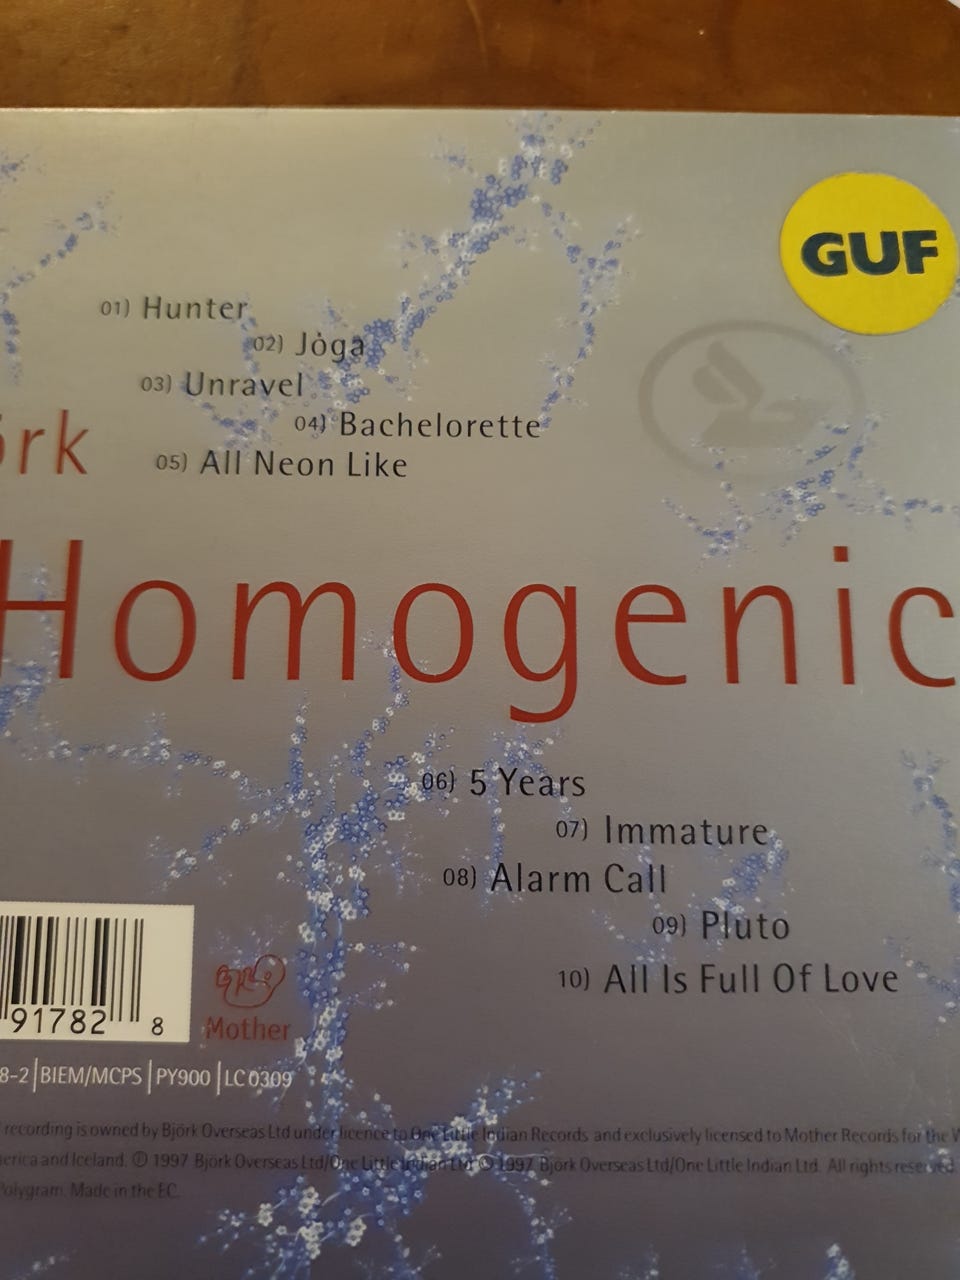 GUF
01) Hunter
02) Jóga
03) Unravel
04) Bachelorette
örk
05) All Neon Like
Homogenic
06) 5 Years
07) Immature
08) Alarm Call
09) Pluto
10) All Is Full Of Love
91782 8
Mother
8-2|BIEM/MCPS|PY900|LC0309
recording is owned by Björk Overseas Ltd under licence to One Little Indian Records and exclusively licensed to Mother Records for the
erica and Iceland. ℗ 1997 Björk Overseas Ltd/One Little Indian Ltd © 1997 Björk Overseas Ltd/One Little Indian Ltd. All rights reserved
Polygram. Made in the EC.